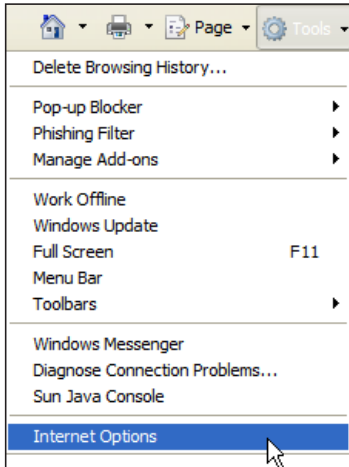 Page Tools
Delete Browsing History...
Pop-up Blocker
Phishing Filter
Manage Add-ons
Work Offline
Windows Update
Full Screen F11
Menu Bar
Toolbars
Windows Messenger
Diagnose Connection Problems...
Sun Java Console
Internet Options